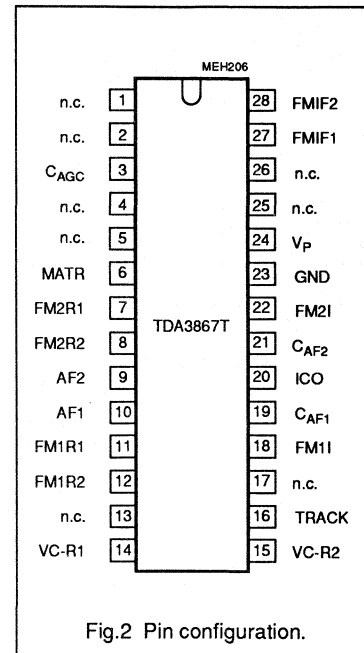 MEH206
n.c. 1 28 FMIF2
n.c. 2 27 FMIF1
CAGC 3 26 n.c.
n.c. 4 25 n.c.
n.c. 5 24 VP
MATR 6 23 GND
FM2R1 7 22 FM2I
FM2R2 8 21 CAF2
TDA3867T
AF2 9 20 ICO
AF1 10 19 CAF1
FM1R1 11 18 FM1I
FM1R2 12 17 n.c.
n.c. 13 16 TRACK
VC-R1 14 15 VC-R2
Fig.2 Pin configuration.